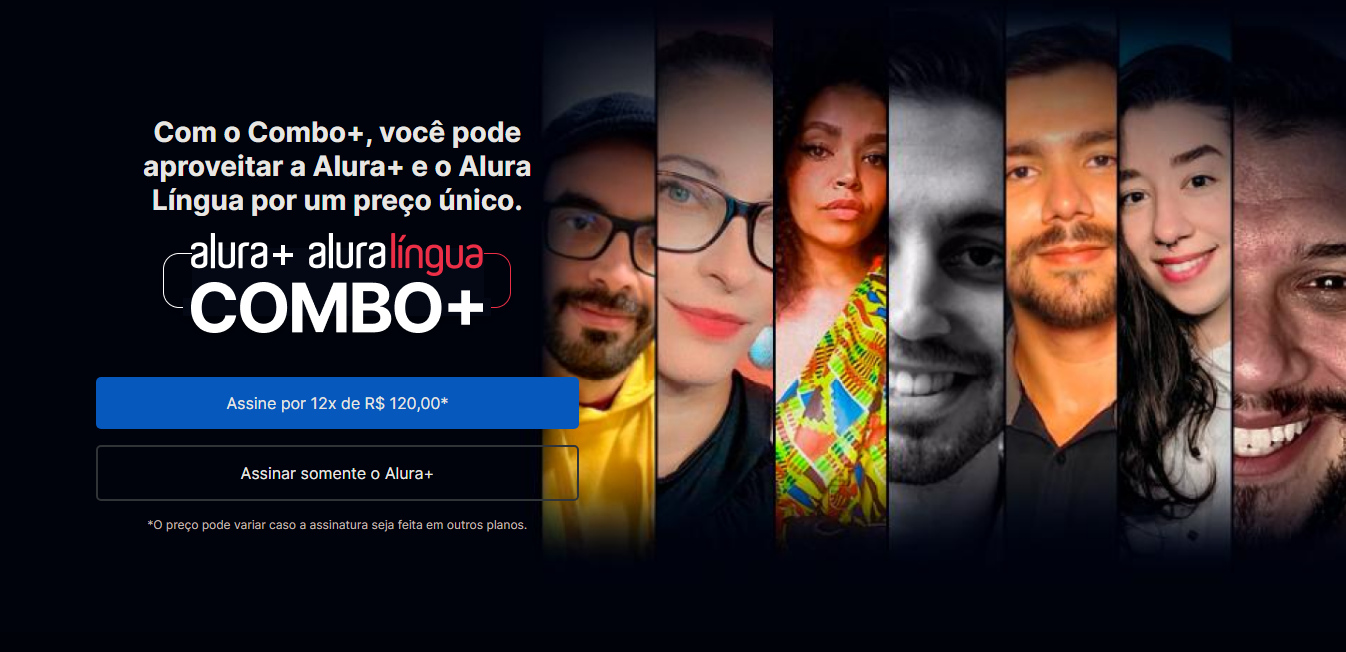 Com o Combo+, você pode
aproveitar a Alura+ e o Alura
Língua por um preço único.
alura+ aluralíngua
COMBO+
Assine por 12x de R$ 120,00*
Assinar somente o Alura+
*O preço pode variar caso a assinatura seja feita em outros planos.